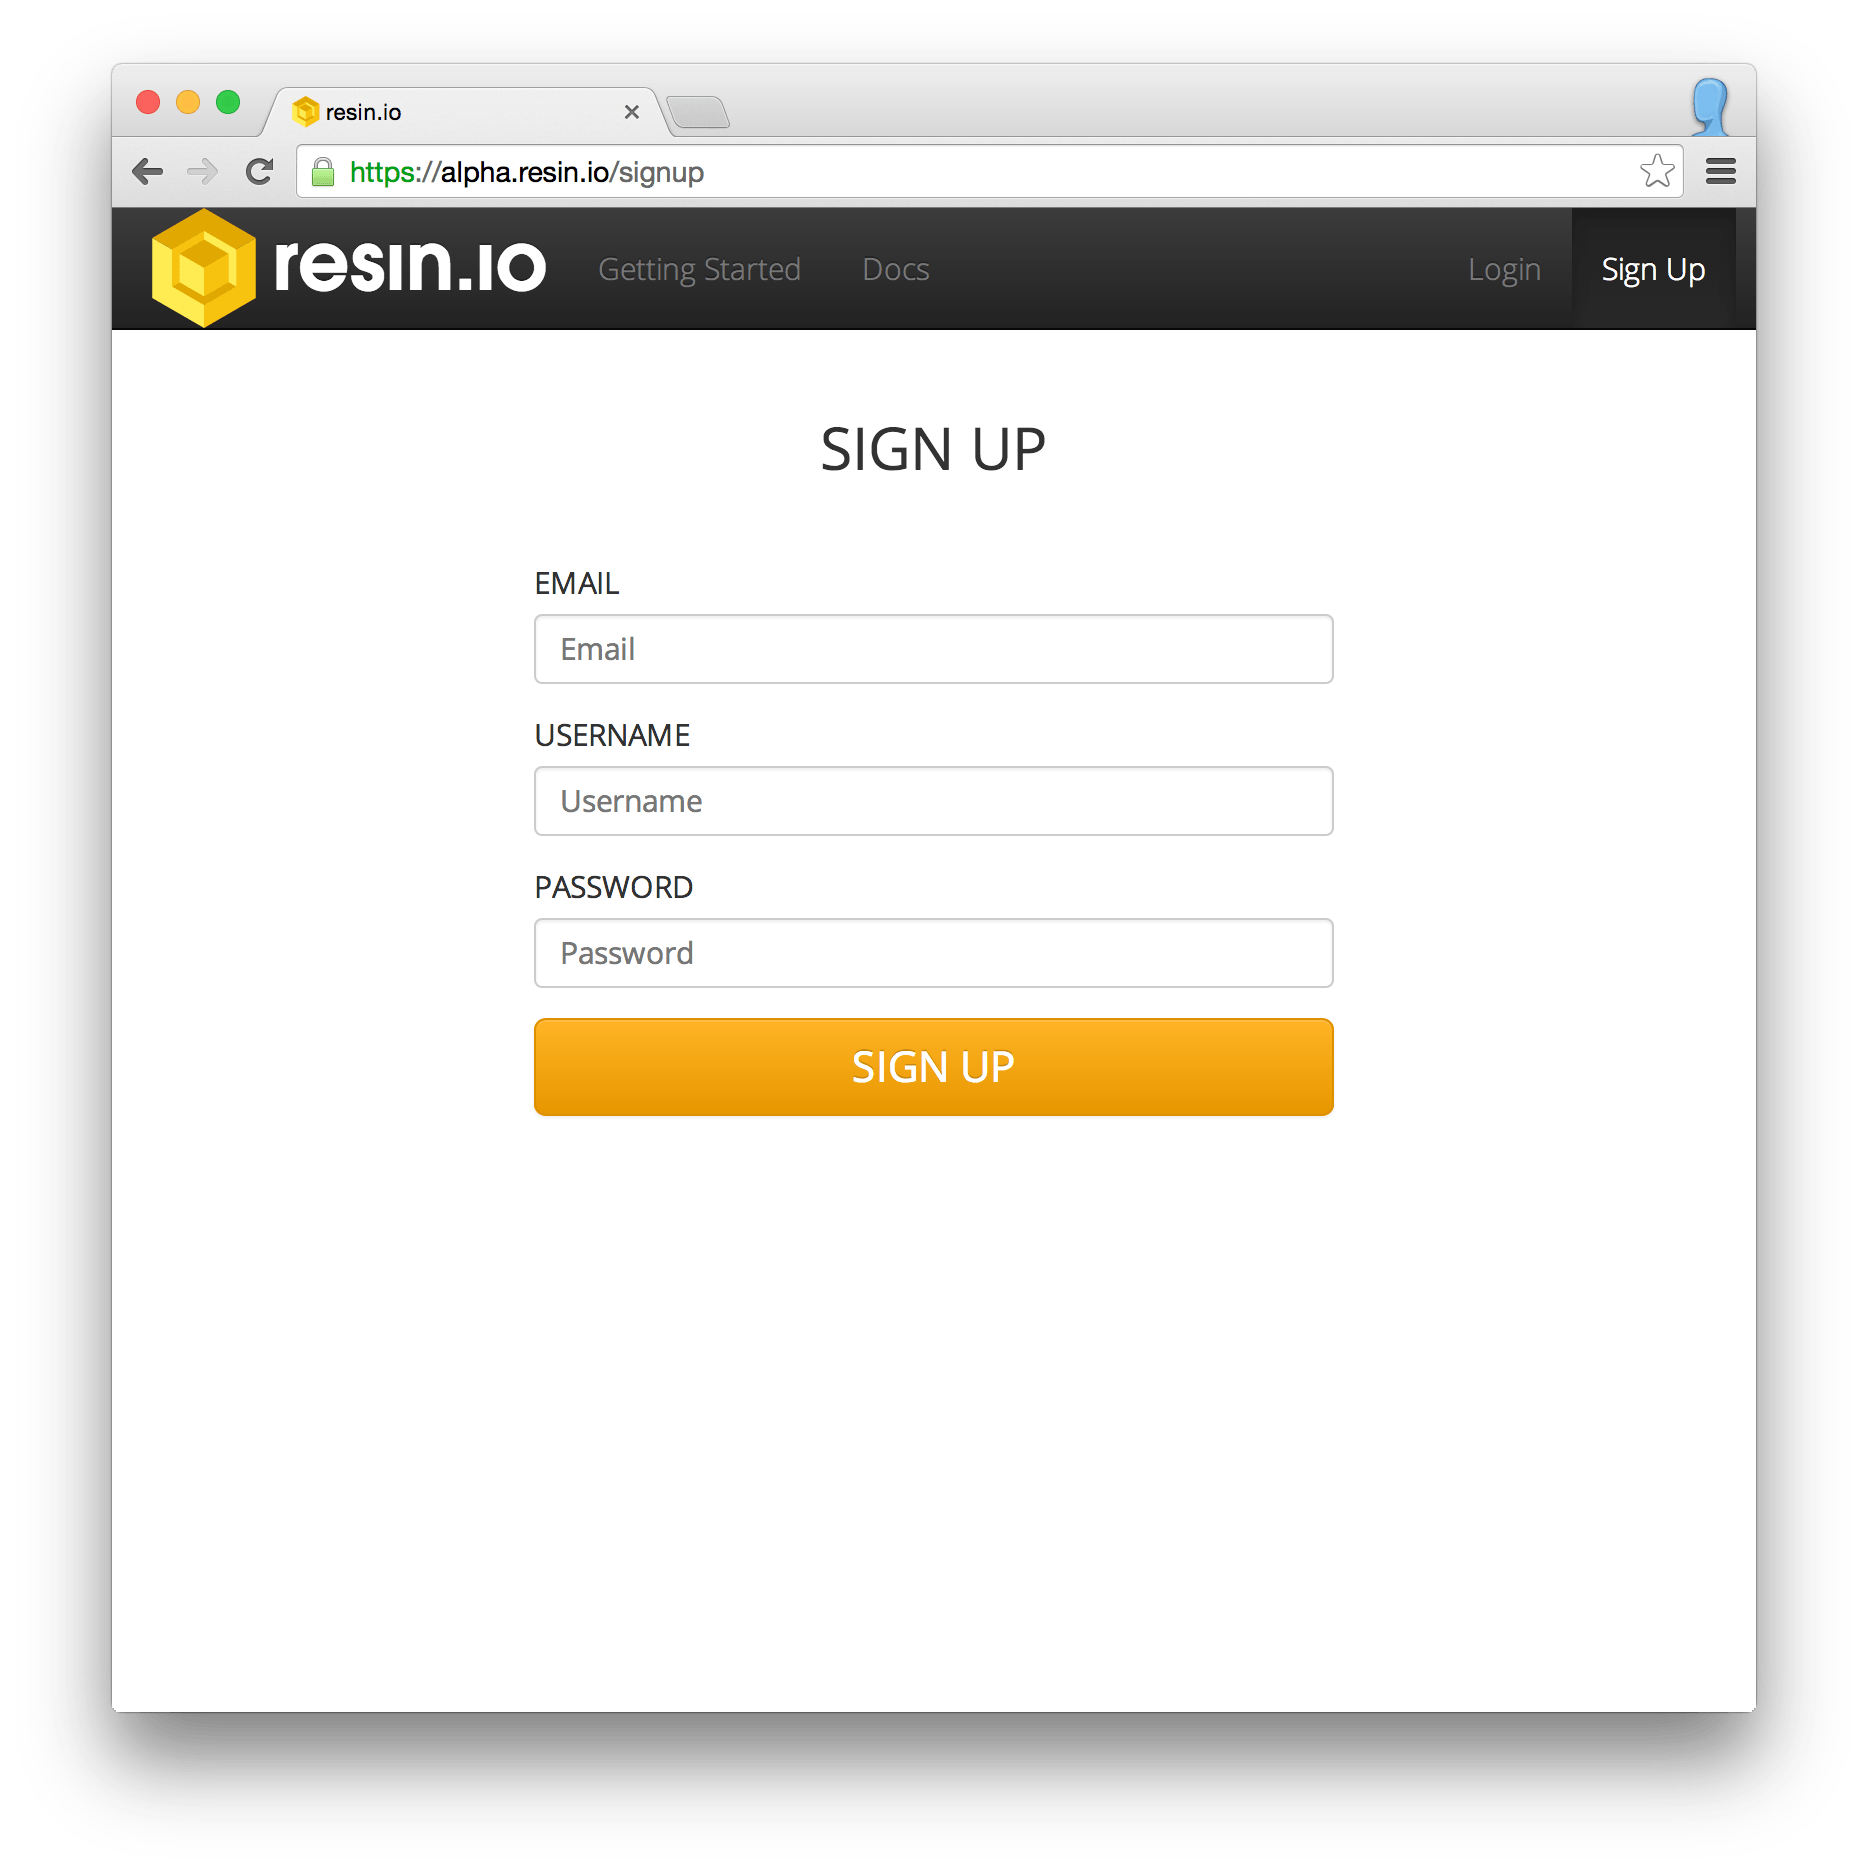 resin.io
https://alpha.resin.io/signup
resin.io Getting Started Docs Login Sign Up
SIGN UP
EMAIL
Email
USERNAME
Username
PASSWORD
Password
SIGN UP